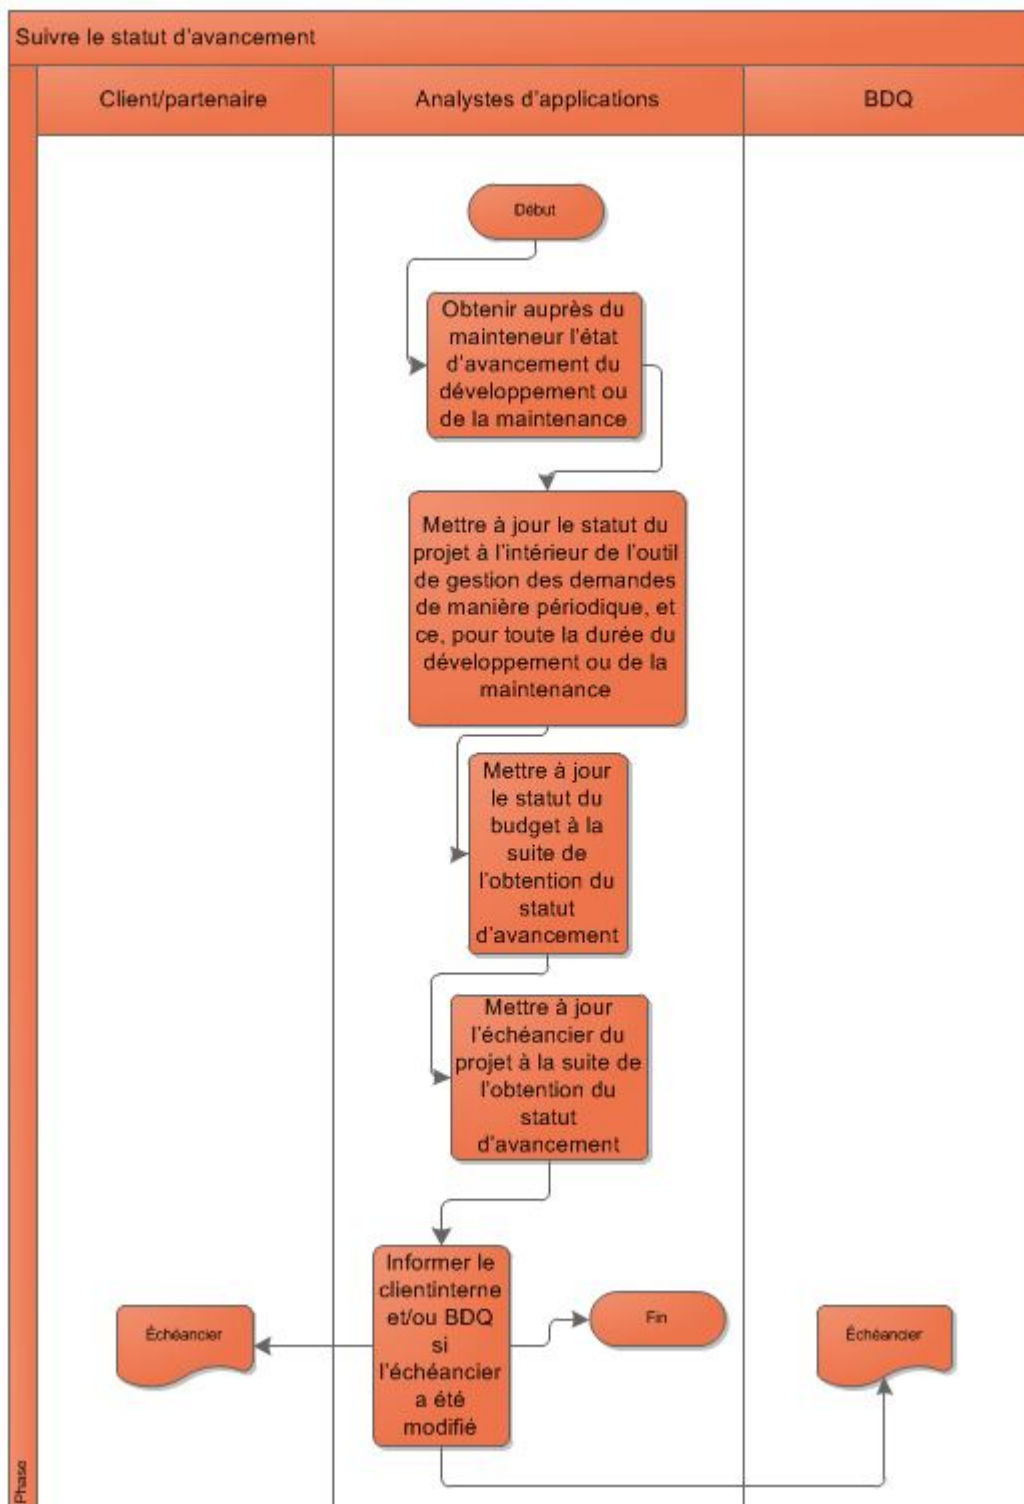 Suivre le statut d'avancement
Client/partenaire
Analystes d'applications
BDQ
Début
Obtenir auprès du
mainteneur l'état
d'avancement du
développement ou
de la maintenance
Mettre à jour le statut du
projet à l'intérieur de l'outil
de gestion des demandes
de manière périodique, et
ce, pour toute la durée du
développement ou de la
maintenance
Mettre à jour
le statut du
budget à la
suite de
l'obtention du
statut
d'avancement
Mettre à jour
l'échéancier du
projet à la suite de
l'obtention du
statut
d'avancement
Informer le
clientinterne
et/ou BDQ
si
l'échéancier
a été
modifié
Échéancier
Fin
Échéancier
Phase